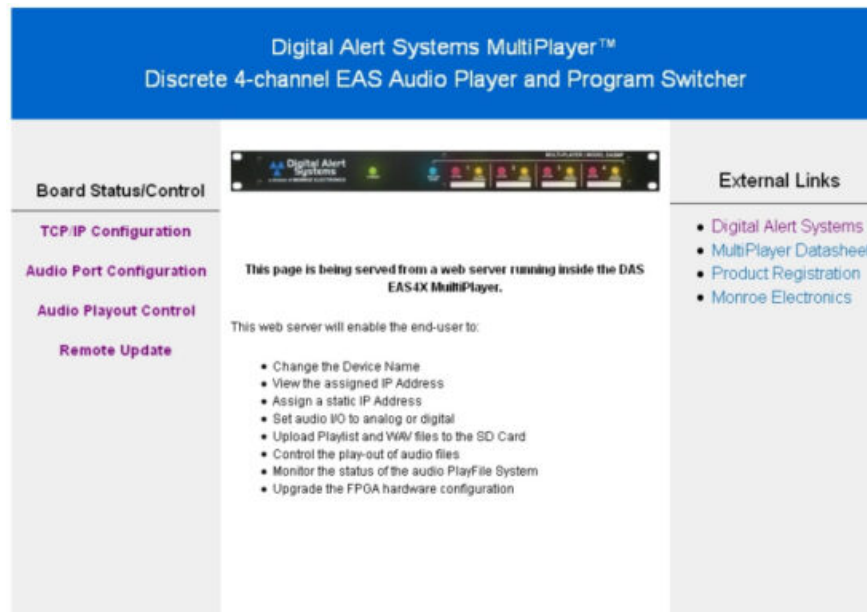 Digital Alert Systems MultiPlayer™
Discrete 4-channel EAS Audio Player and Program Switcher
Board Status/Control
TCP/IP Configuration
Audio Port Configuration
Audio Playout Control
Remote Update
Digital Alert
Systems
This page is being served from a web server running inside the DAS
EAS4X MuiltiPlayer.
This web server will enable the end-user to:
• Change the Device Name
• View the assigned IP Address
• Assign a static IP Address
• Set audio I/O to analog or digital
• Upload Playlist and WAV files to the SD Card
• Control the play-out of audio files
• Monitor the status of the audio PlayFile System
• Upgrade the FPGA hardware configuration
External Links
• Digital Alert Systems
• MultiPlayer Datasheet
• Product Registration
• Monroe Electronics